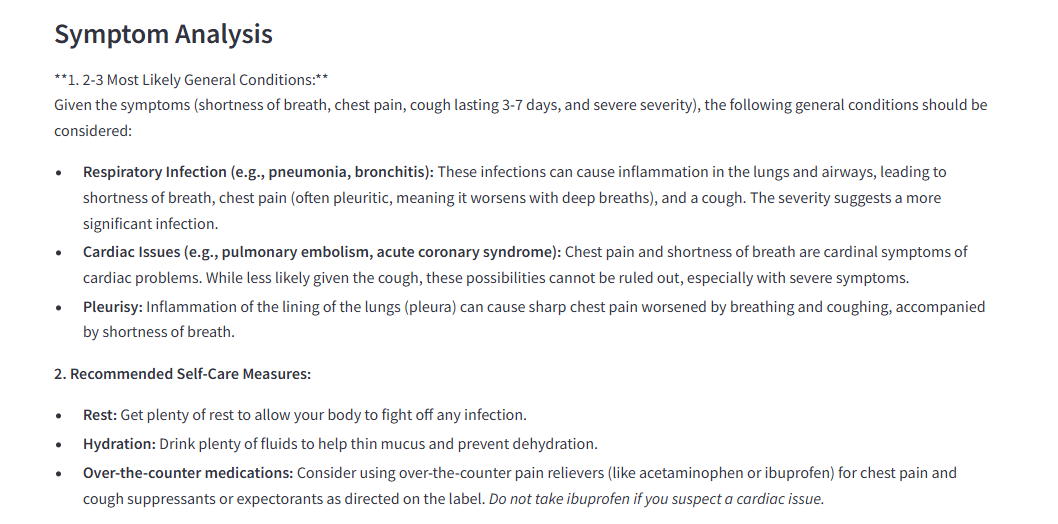 Symptom Analysis
**1. 2-3 Most Likely General Conditions:**
Given the symptoms (shortness of breath, chest pain, cough lasting 3-7 days, and severe severity), the following general conditions should be
considered:
• Respiratory Infection (e.g., pneumonia, bronchitis): These infections can cause inflammation in the lungs and airways, leading to
shortness of breath, chest pain (often pleuritic, meaning it worsens with deep breaths), and a cough. The severity suggests a more
significant infection.
• Cardiac Issues (e.g., pulmonary embolism, acute coronary syndrome): Chest pain and shortness of breath are cardinal symptoms of
cardiac problems. While less likely given the cough, these possibilities cannot be ruled out, especially with severe symptoms.
• Pleurisy: Inflammation of the lining of the lungs (pleura) can cause sharp chest pain worsened by breathing and coughing, accompanied
by shortness of breath.
2. Recommended Self-Care Measures:
• Rest: Get plenty of rest to allow your body to fight off any infection.
• Hydration: Drink plenty of fluids to help thin mucus and prevent dehydration.
• Over-the-counter medications: Consider using over-the-counter pain relievers (like acetaminophen or ibuprofen) for chest pain and
cough suppressants or expectorants as directed on the label. Do not take ibuprofen if you suspect a cardiac issue.